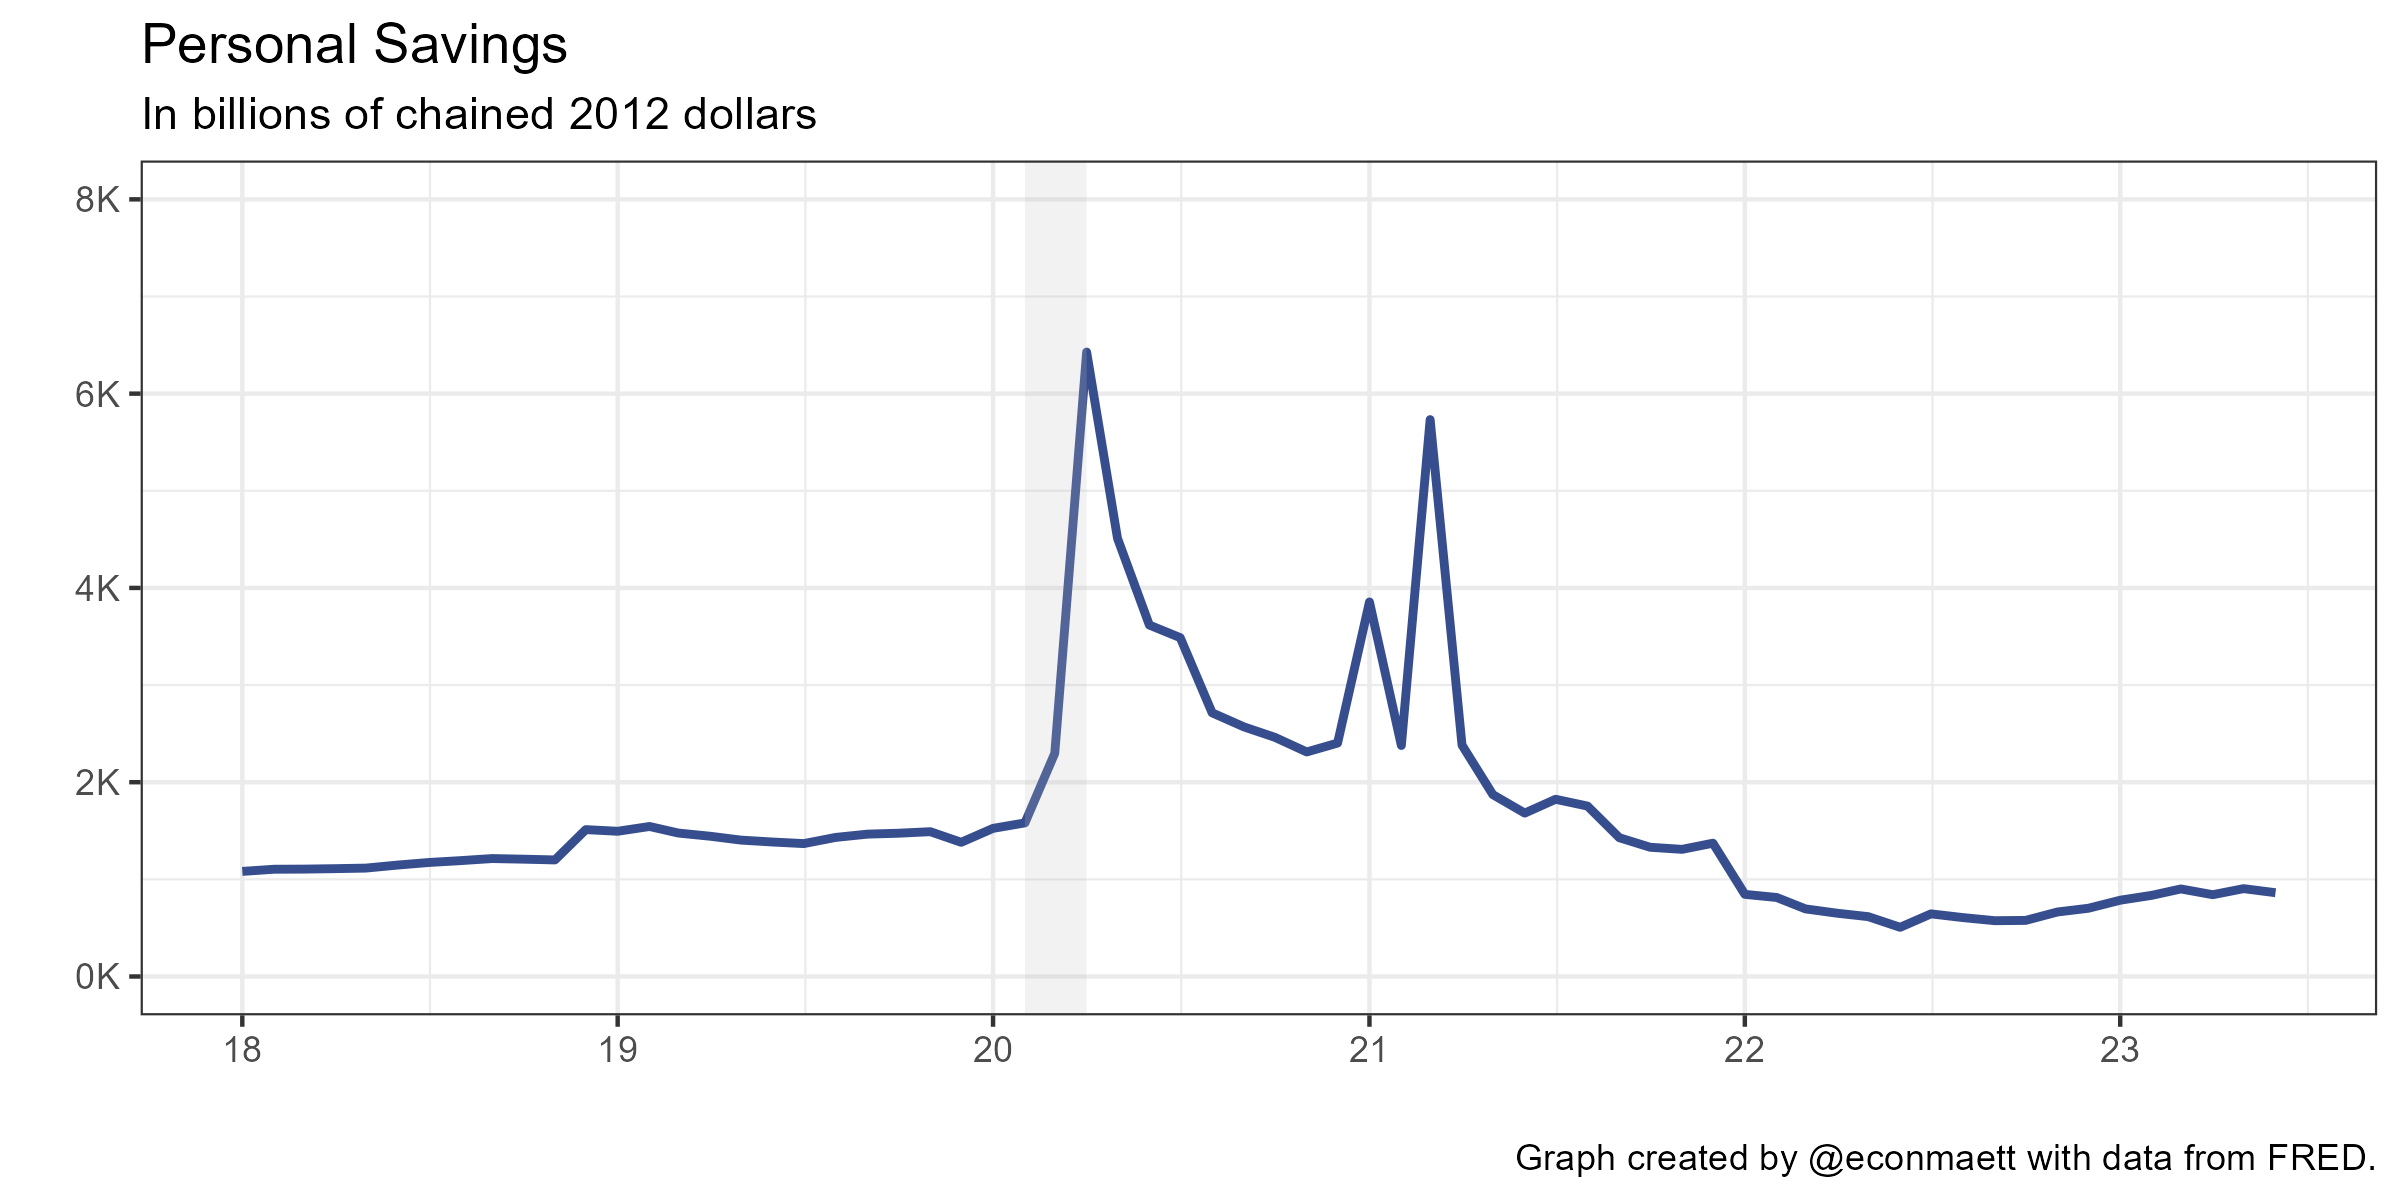 Personal Savings
In billions of chained 2012 dollars
8K
6K
4K
2K
0K
18 19 20 21 22 23
Graph created by @econmaett with data from FRED.